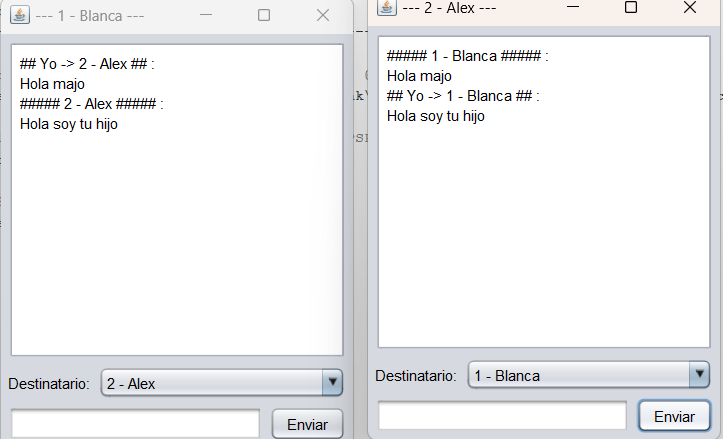 --- 1 - Blanca ---
## Yo -> 2 - Alex ## :
Hola majo
##### 2 - Alex ##### :
Hola soy tu hijo
Destinatario:
2 - Alex
Enviar
--- 2 - Alex ---
##### 1 - Blanca ##### :
Hola majo
## Yo -> 1 - Blanca ## :
Hola soy tu hijo
Destinatario:
1 - Blanca
Enviar